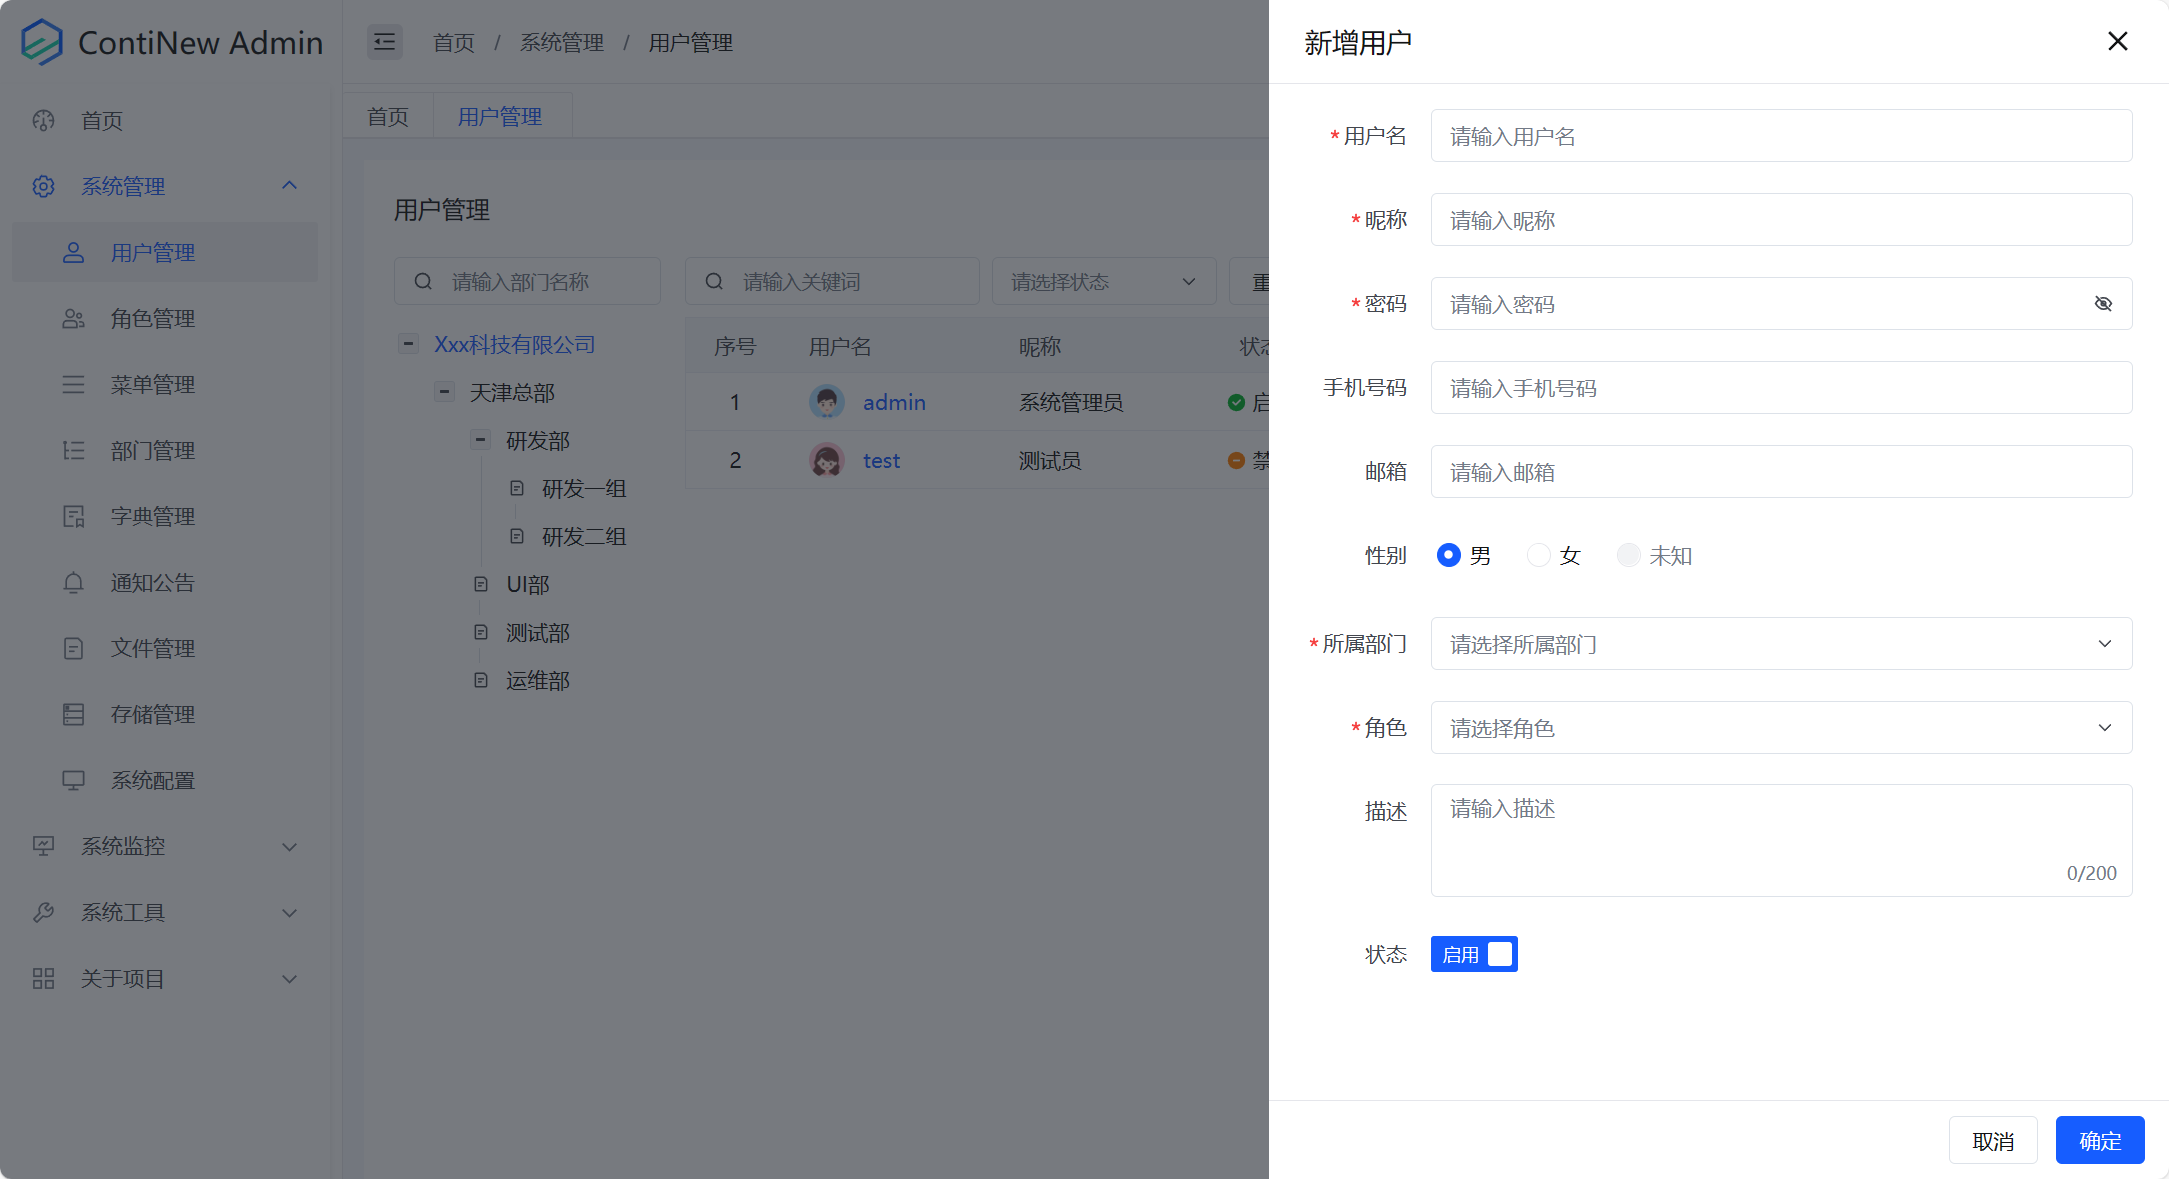 ContiNew Admin
首页
系统管理
用户管理
角色管理
菜单管理
部门管理
字典管理
通知公告
文件管理
存储管理
系统配置
系统监控
系统工具
关于项目
首页 / 系统管理 / 用户管理
首页 用户管理
用户管理
请输入部门名称
Xxx科技有限公司
天津总部
研发部
研发一组
研发二组
UI部
测试部
运维部
请输入关键词 请选择状态 重
序号 用户名 昵称 状态
1 admin 系统管理员 启
2 test 测试员 禁
新增用户
* 用户名 请输入用户名
* 昵称 请输入昵称
* 密码 请输入密码
手机号码 请输入手机号码
邮箱 请输入邮箱
性别 男 女 未知
* 所属部门 请选择所属部门
* 角色 请选择角色
描述 请输入描述
0/200
状态 启用
取消 确定